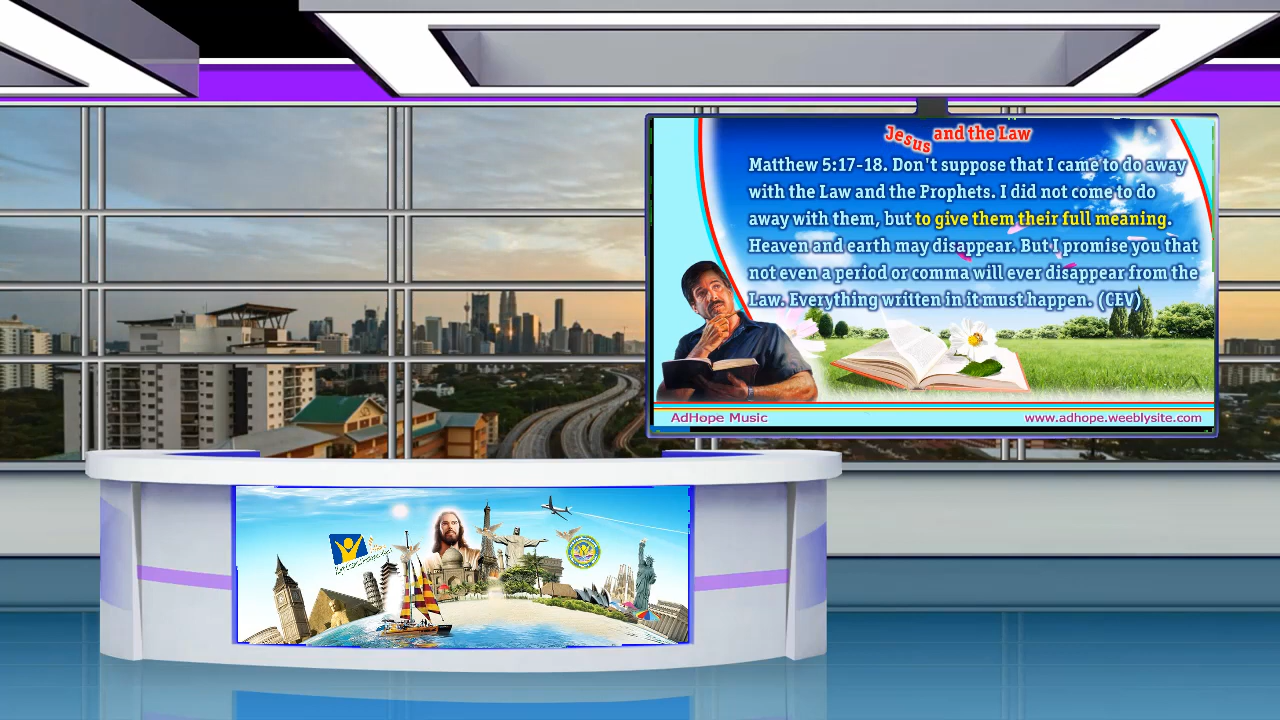 Jesus and the Law
Matthew 5:17-18. Don't suppose that I came to do away
with the Law and the Prophets. I did not come to do
away with them, but to give them their full meaning.
Heaven and earth may disappear. But I promise you that
not even a period or comma will ever disappear from the
Law. Everything written in it must happen. (CEV)
AdHope Music
www.adhope.weeblysite.com